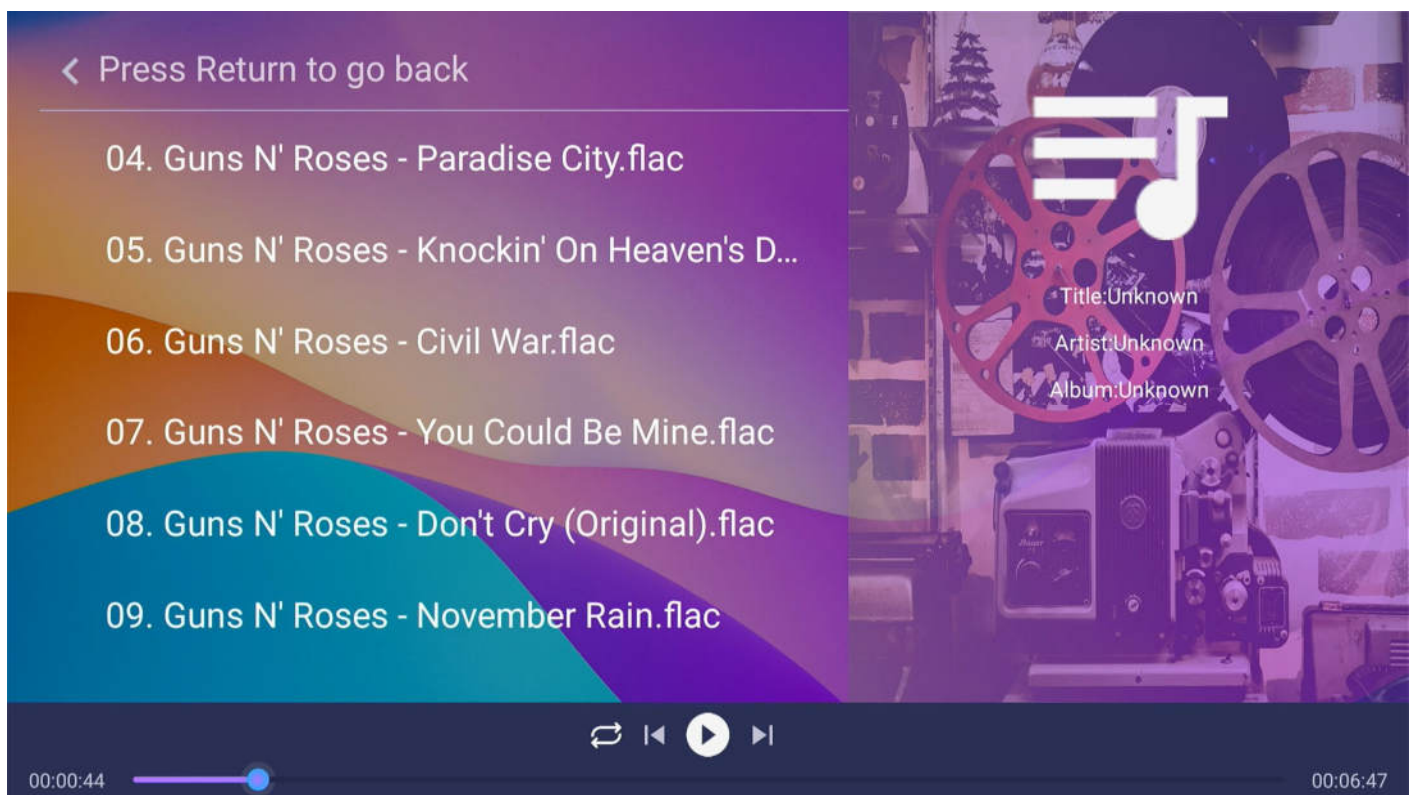 Press Return to go back
04. Guns N' Roses - Paradise City.flac
05. Guns N' Roses - Knockin' On Heaven's D...
06. Guns N' Roses - Civil War.flac
07. Guns N' Roses - You Could Be Mine.flac
08. Guns N' Roses - Don't Cry (Original).flac
09. Guns N' Roses - November Rain.flac
Title:Unknown
Artist:Unknown
Album:Unknown
00:00:44
00:06:47